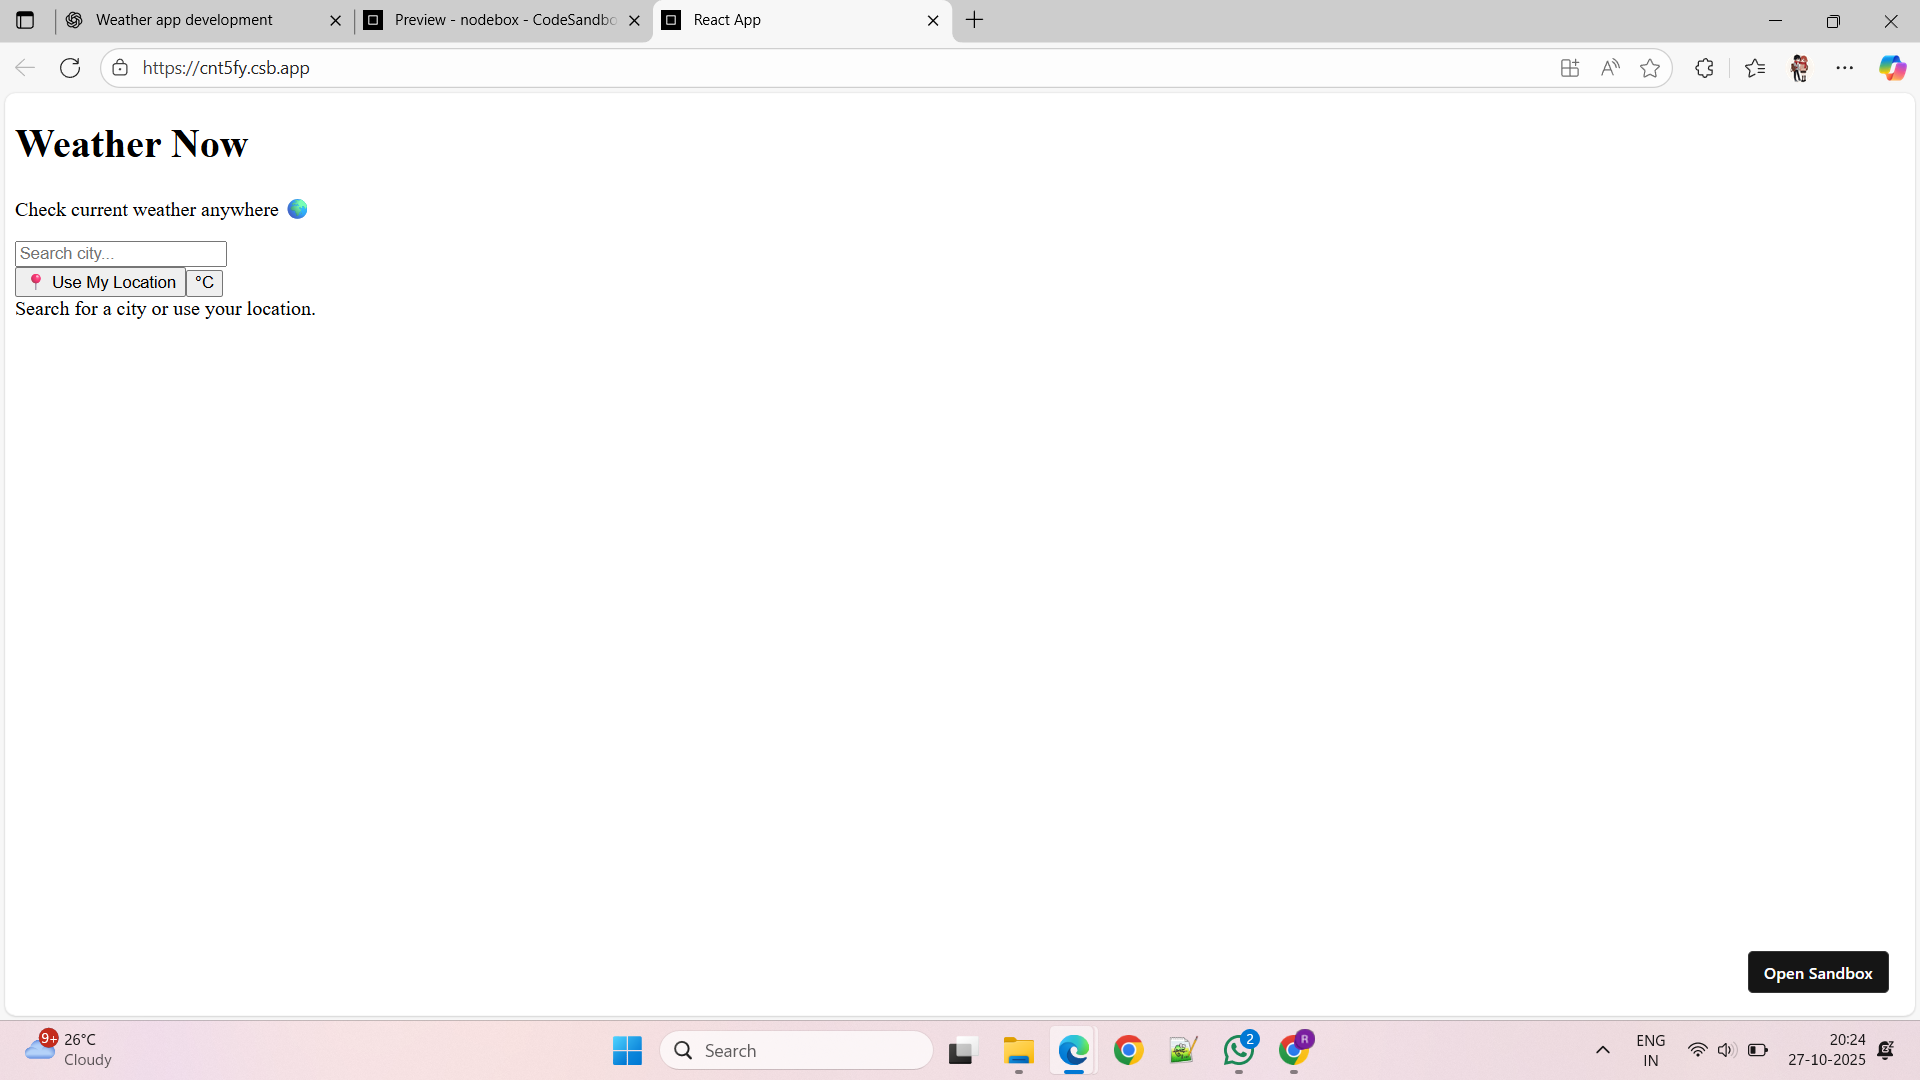 Weather app development
Preview - nodebox - CodeSandbo
React App
https://cnt5fy.csb.app
Weather Now
Check current weather anywhere 🌍
Search city...
📍 Use My Location °C
Search for a city or use your location.
Open Sandbox
9+ 26°C
Cloudy
Search
2
R
ENG
IN
20:24
27-10-2025